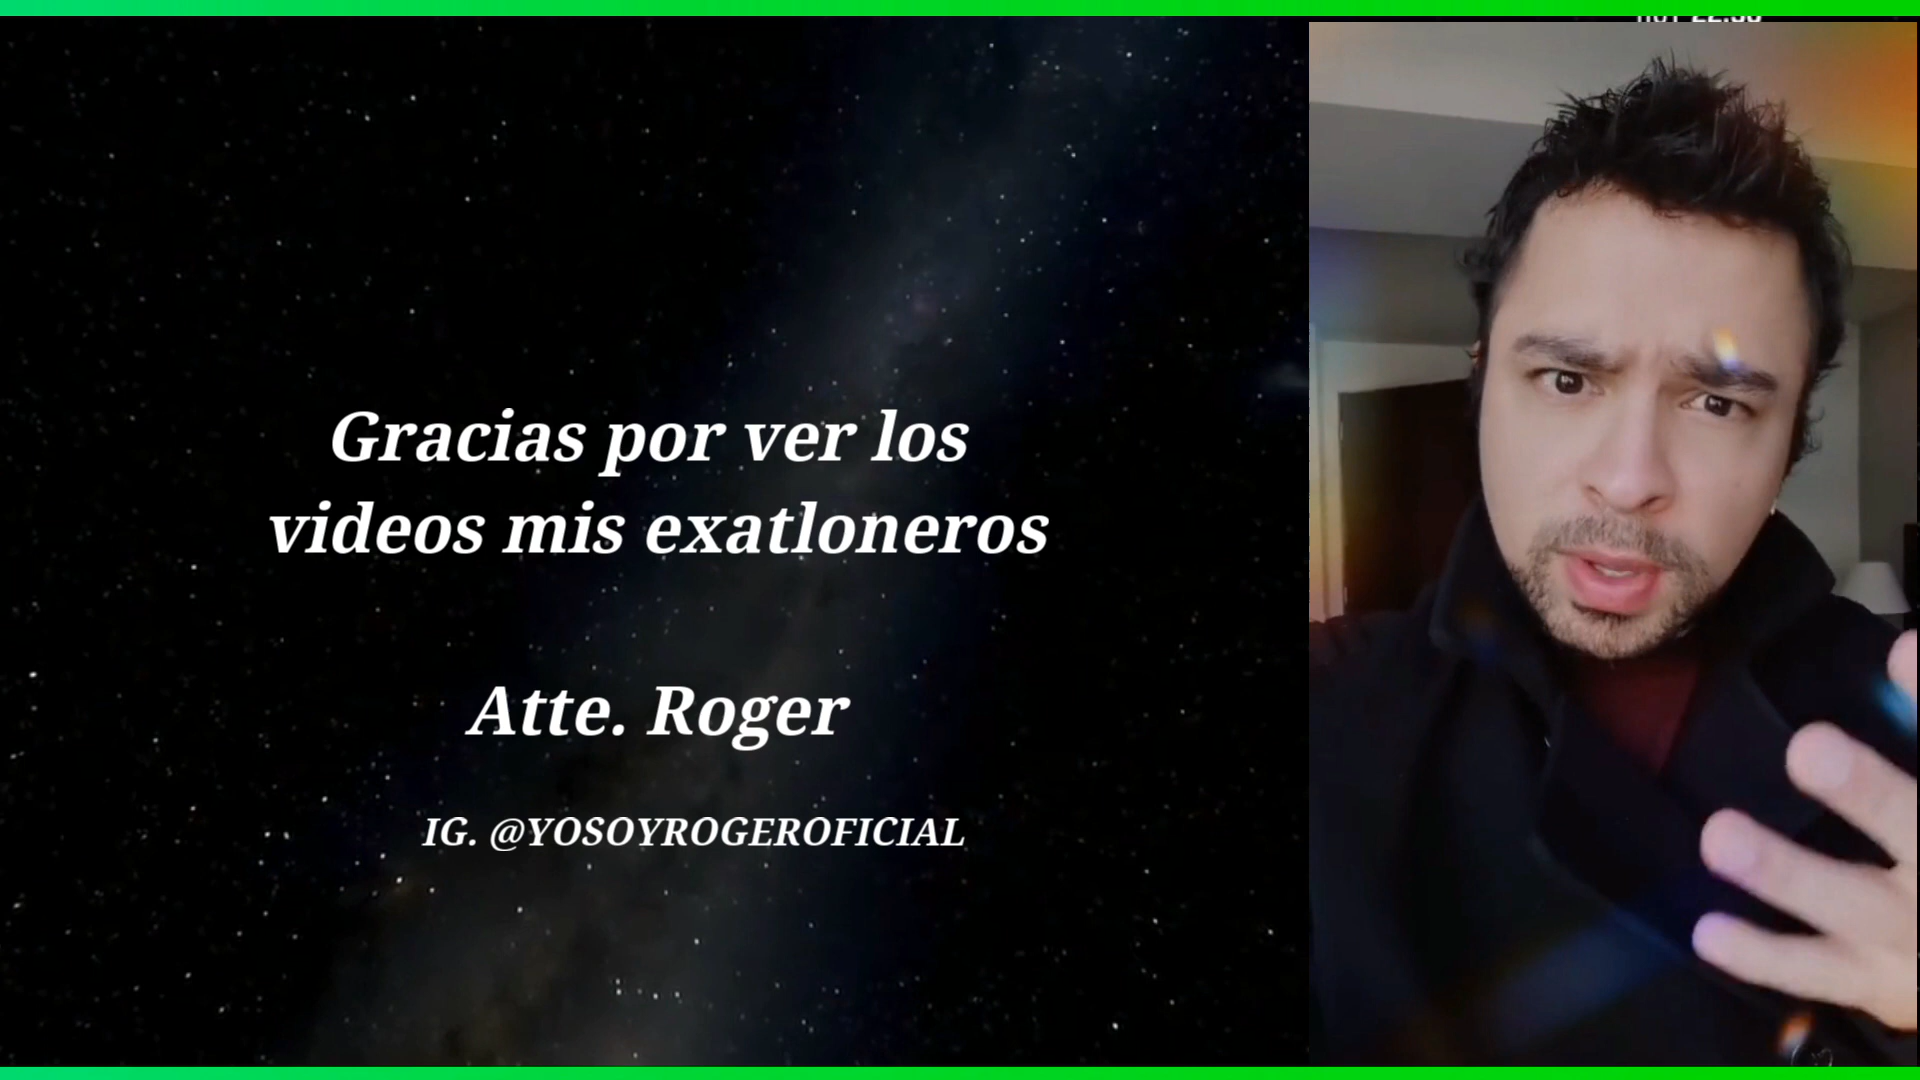 Gracias por ver los
videos mis exatloneros
Atte. Roger
IG. @YOSOYROGEROFICIAL